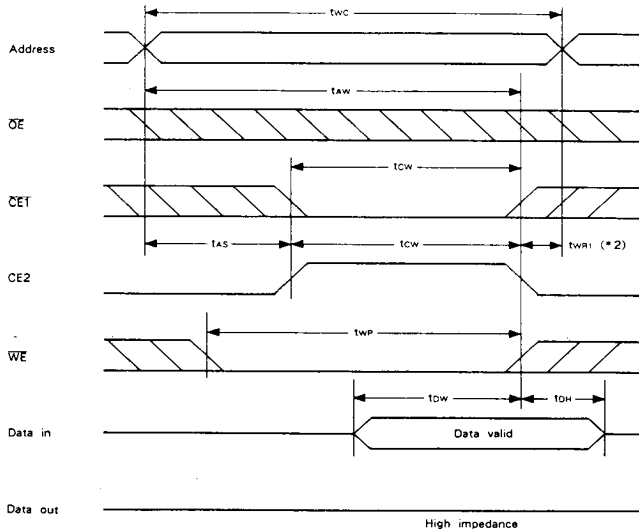 twc
Address
tAW
OE
tcw
CE1
tAS
tcw
tWR1 (*2)
CE2
twp
WE
tDW
tDH
Data in
Data valid
Data out
High impedance